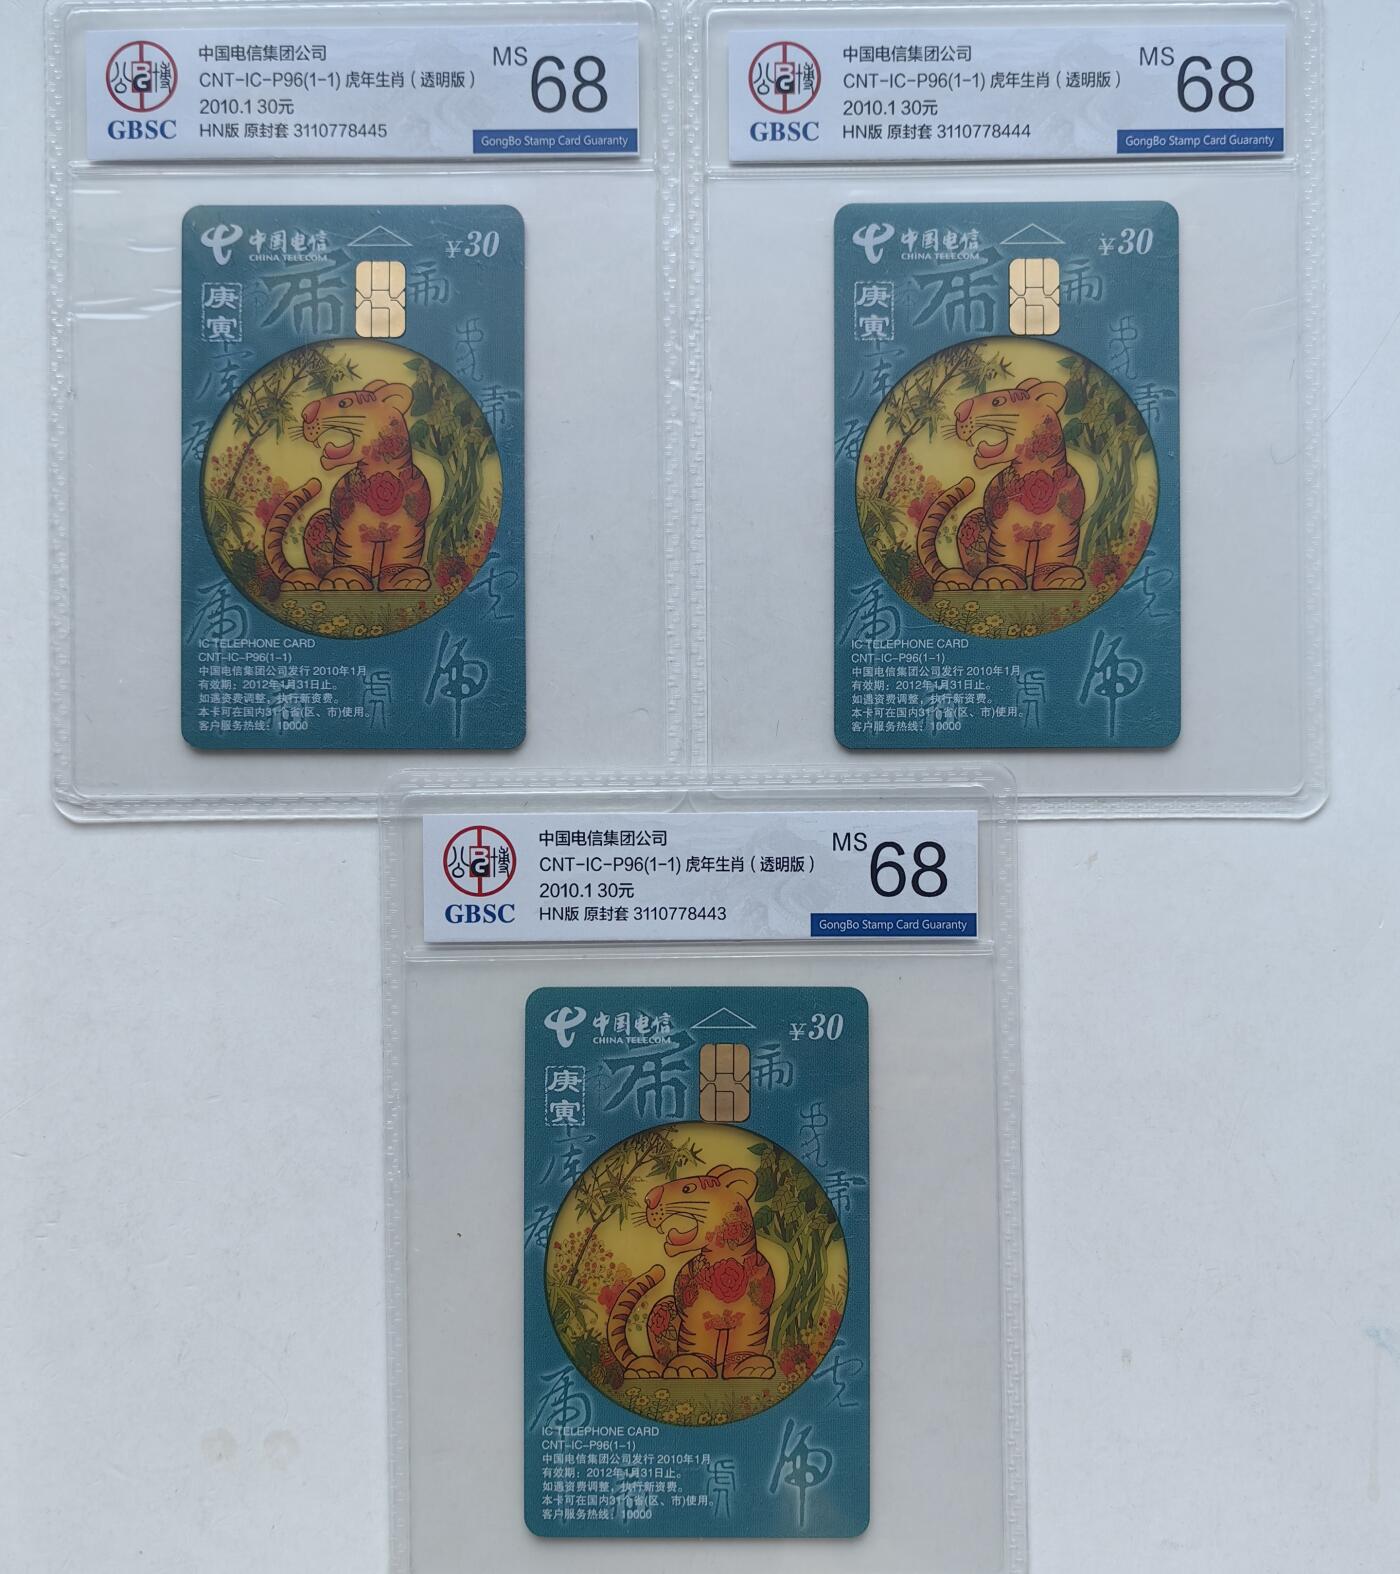 中国电信集团公司
CNT-IC-P96(1-1) 虎年生肖（透明版）
2010.1 30元
HN版 原封套 3110778445
MS 68
GBSC
GongBo Stamp Card Guaranty
中国电信
CHINA TELECOM
¥30
庚寅
IC TELEPHONE CARD
CNT-IC-P96(1-1)
中国电信集团公司发行 2010年1月
有效期：2012年1月31日止。
如遇资费调整，执行新资费。
本卡可在国内31个省(区、市)使用。
客户服务热线：10000
中国电信集团公司
CNT-IC-P96(1-1) 虎年生肖（透明版）
2010.1 30元
HN版 原封套 3110778444
MS 68
GBSC
GongBo Stamp Card Guaranty
中国电信
CHINA TELECOM
¥30
庚寅
IC TELEPHONE CARD
CNT-IC-P96(1-1)
中国电信集团公司发行 2010年1月
有效期：2012年1月31日止。
如遇资费调整，执行新资费。
本卡可在国内31个省(区、市)使用。
客户服务热线：10000
中国电信集团公司
CNT-IC-P96(1-1) 虎年生肖（透明版）
2010.1 30元
HN版 原封套 3110778443
MS 68
GBSC
GongBo Stamp Card Guaranty
中国电信
CHINA TELECOM
¥30
庚寅
IC TELEPHONE CARD
CNT-IC-P96(1-1)
中国电信集团公司发行 2010年1月
有效期：2012年1月31日止。
如遇资费调整，执行新资费。
本卡可在国内31个省(区、市)使用。
客户服务热线：10000